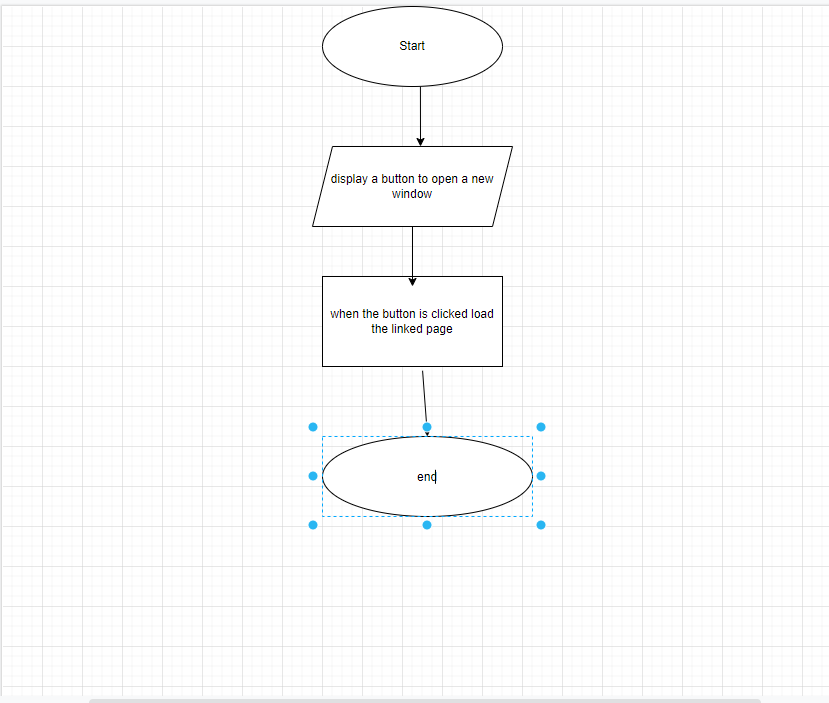 Start
display a button to open a new
window
when the button is clicked load
the linked page
end